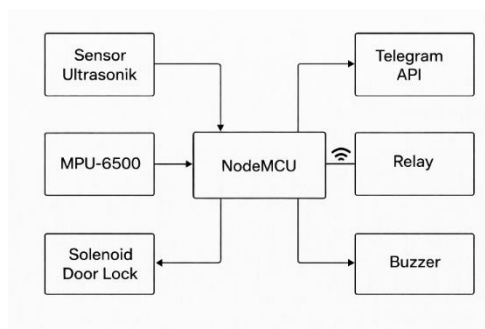 Sensor
Ultrasonik
Telegram
API
MPU-6500
NodeMCU
Relay
Solenoid
Door Lock
Buzzer